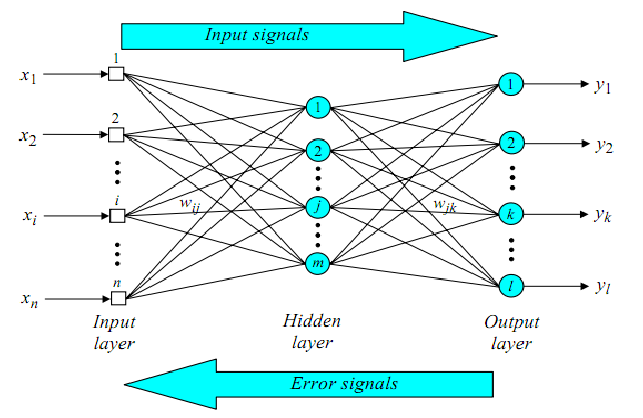 Input signals
1
x1
2
x2
i
xi
n
xn
1
2
j
m
wij
wjk
1
2
k
l
y1
y2
yk
yl
Input
layer
Hidden
layer
Output
layer
Error signals